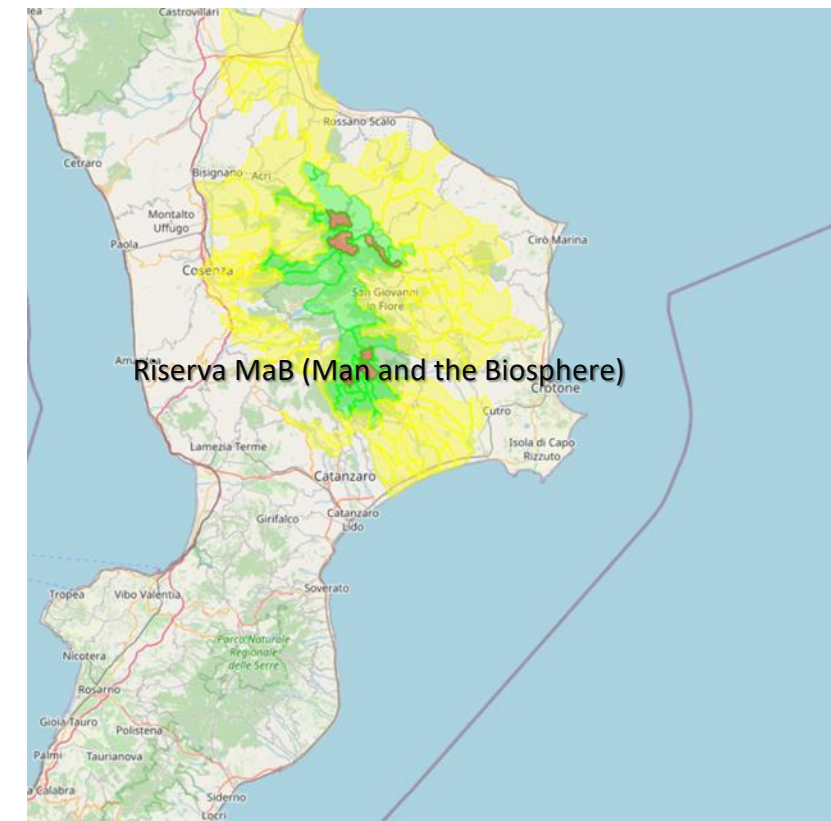 Castrovillari
Rossano Scalo
Cetraro
Bisignano
Acri
Montalto
Uffugo
Paola
Cirò Marina
Cosenza
San Giovanni
in Fiore
Riserva MaB (Man and the Biosphere)
Crotone
Cutro
Isola di Capo
Rizzuto
Lamezia Terme
Catanzaro
Girifalco
Catanzaro
Lido
Tropea
Vibo Valentia
Soverato
Parco Naturale
Regionale
delle Serre
Nicotera
Rosarno
Gioia Tauro
Polistena
Palmi
Taurianova
Calabra
Siderno
Locri